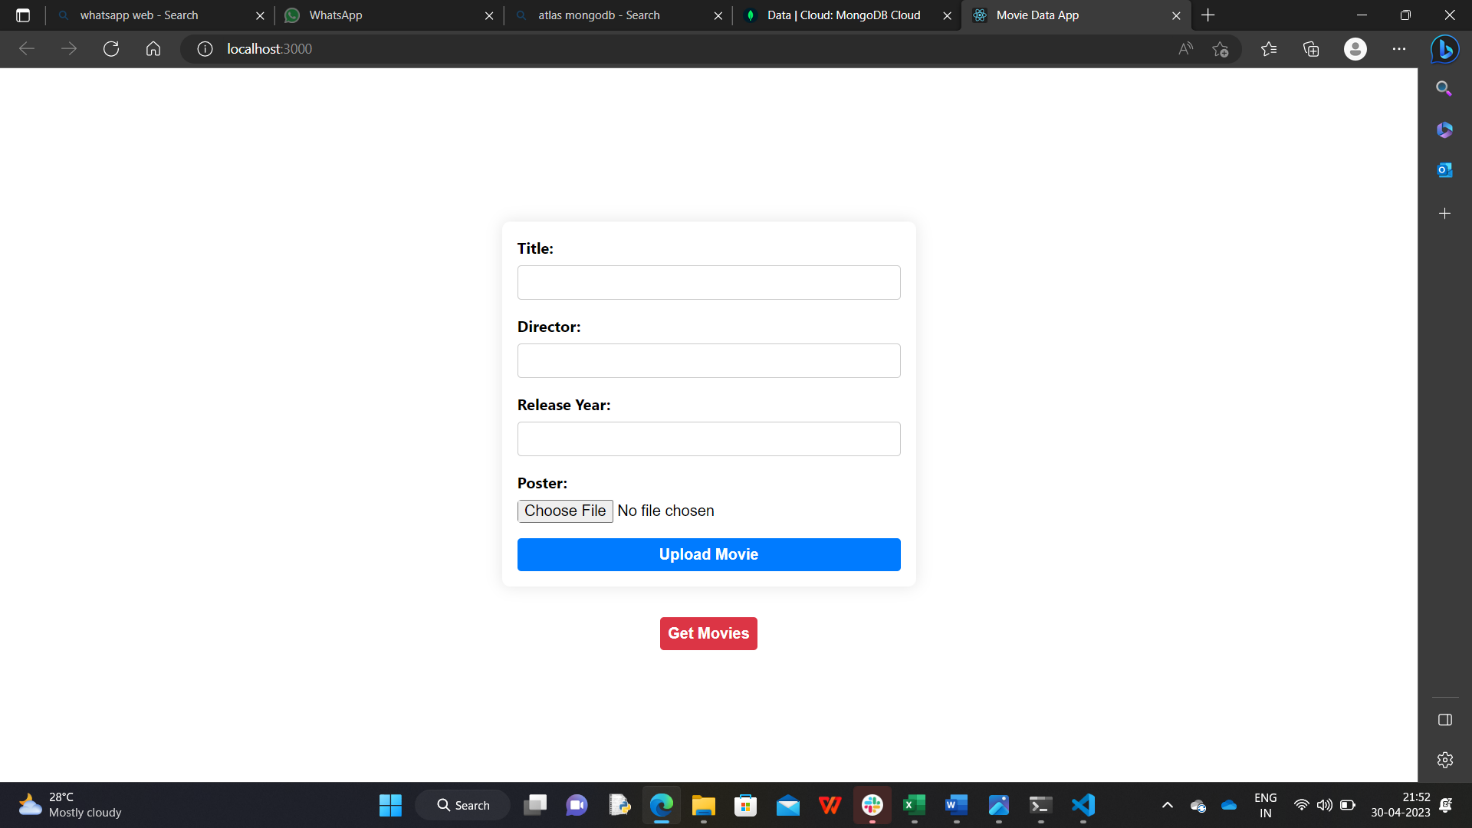 whatsapp web - Search
WhatsApp
atlas mongodb - Search
Data | Cloud: MongoDB Cloud
Movie Data App
localhost:3000
Title:
Director:
Release Year:
Poster:
Choose File No file chosen
Upload Movie
Get Movies
28°C
Mostly cloudy
Search
ENG
IN
21:52
30-04-2023